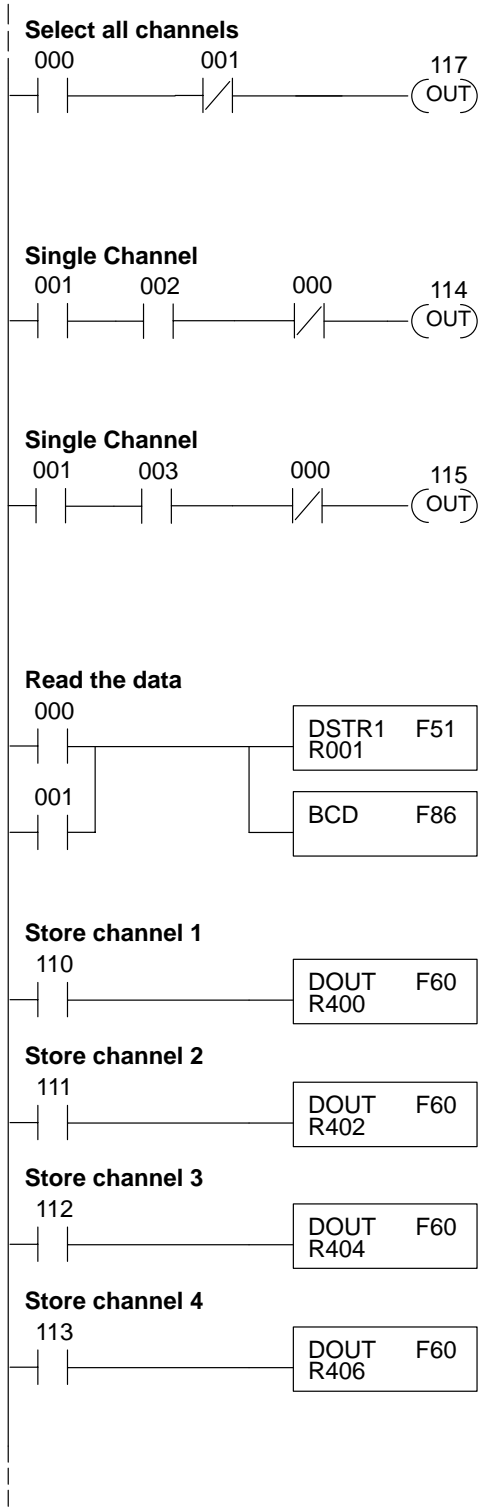 Select all channels
000 001 117
OUT
Single Channel
001 002 000 114
OUT
Single Channel
001 003 000 115
OUT
Read the data
000
DSTR1 F51
R001
001
BCD F86
Store channel 1
110
DOUT F60
R400
Store channel 2
111
DOUT F60
R402
Store channel 3
112
DOUT F60
R404
Store channel 4
113
DOUT F60
R406